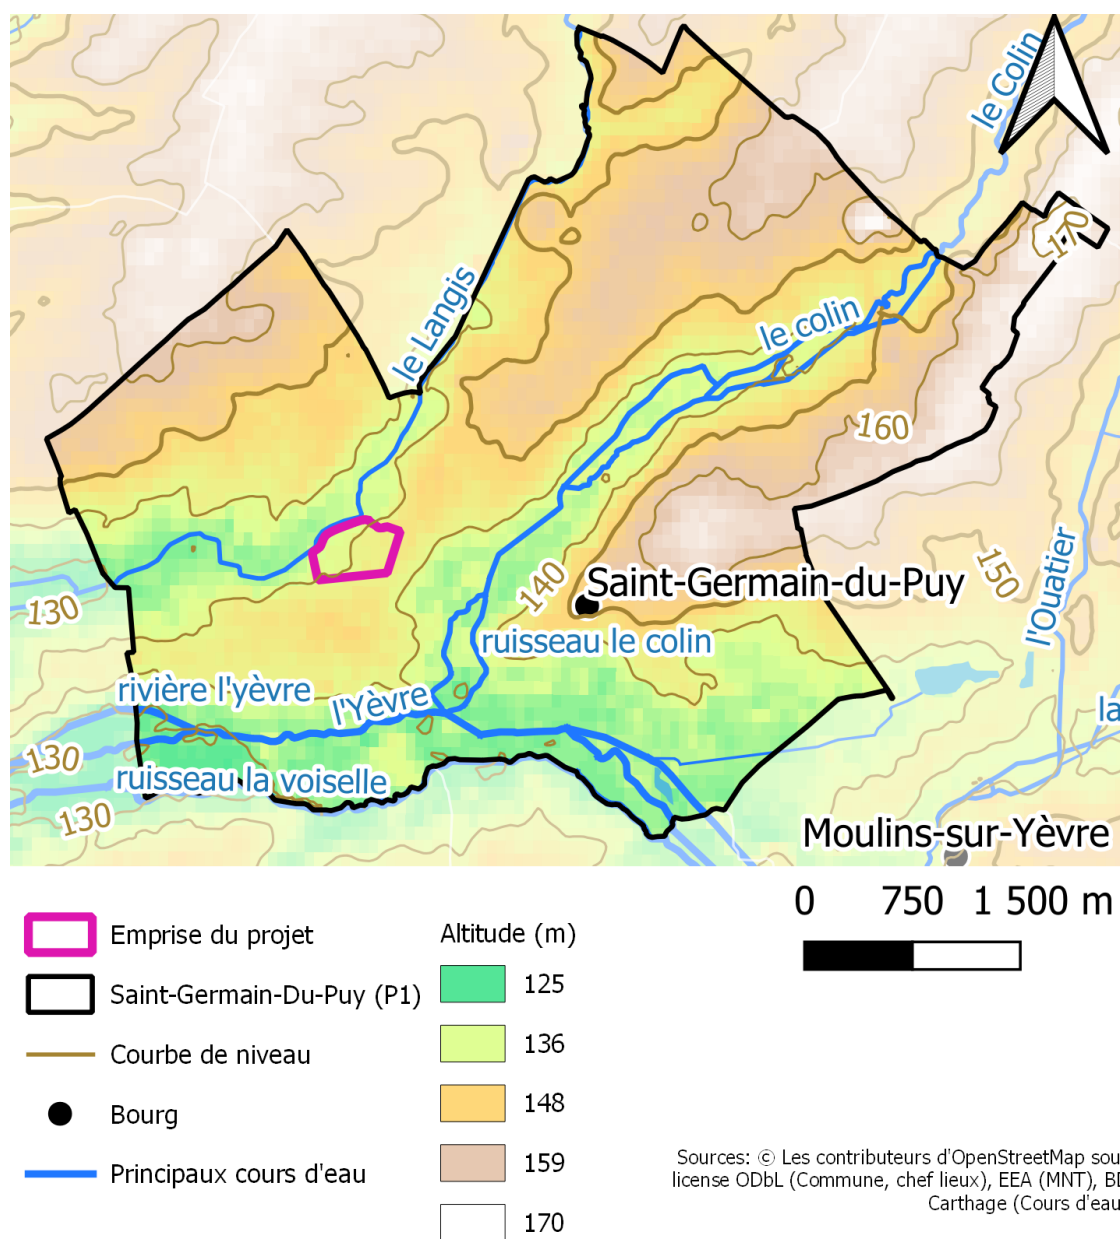 le Colin
170
le Langis
le colin
160
150
l'Ouatier
140
Saint-Germain-du-Puy
130
ruisseau le colin
rivière l'yèvre
l'Yèvre
la
130
ruisseau la voiselle
130
Moulins-sur-Yèvre
0 750 1 500 m
Emprise du projet
Saint-Germain-Du-Puy (P1)
Courbe de niveau
Bourg
Principaux cours d'eau
Altitude (m)
125
136
148
159
170
Sources: © Les contributeurs d'OpenStreetMap sou
license ODbL (Commune, chef lieux), EEA (MNT), BD
Carthage (Cours d'eau